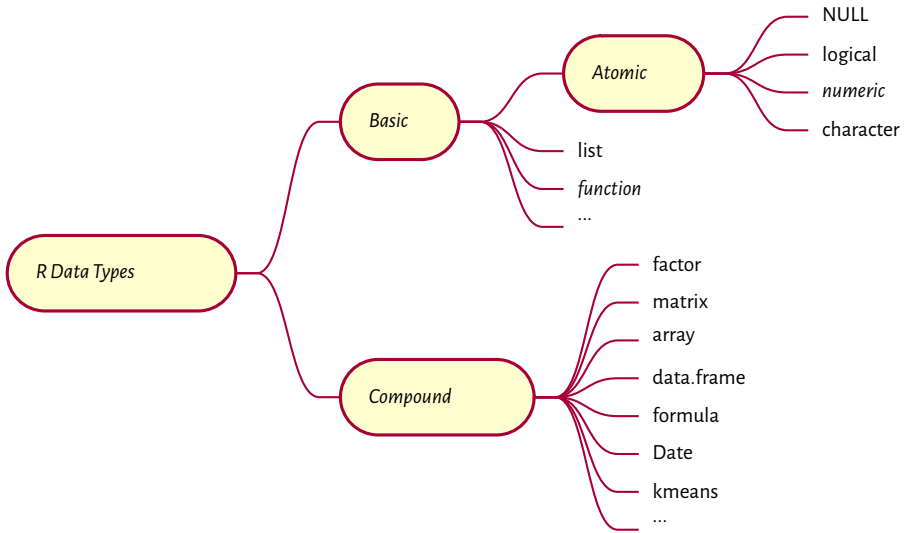 R Data Types
Basic
Atomic
NULL
logical
numeric
character
list
function
...
Compound
factor
matrix
array
data.frame
formula
Date
kmeans
...